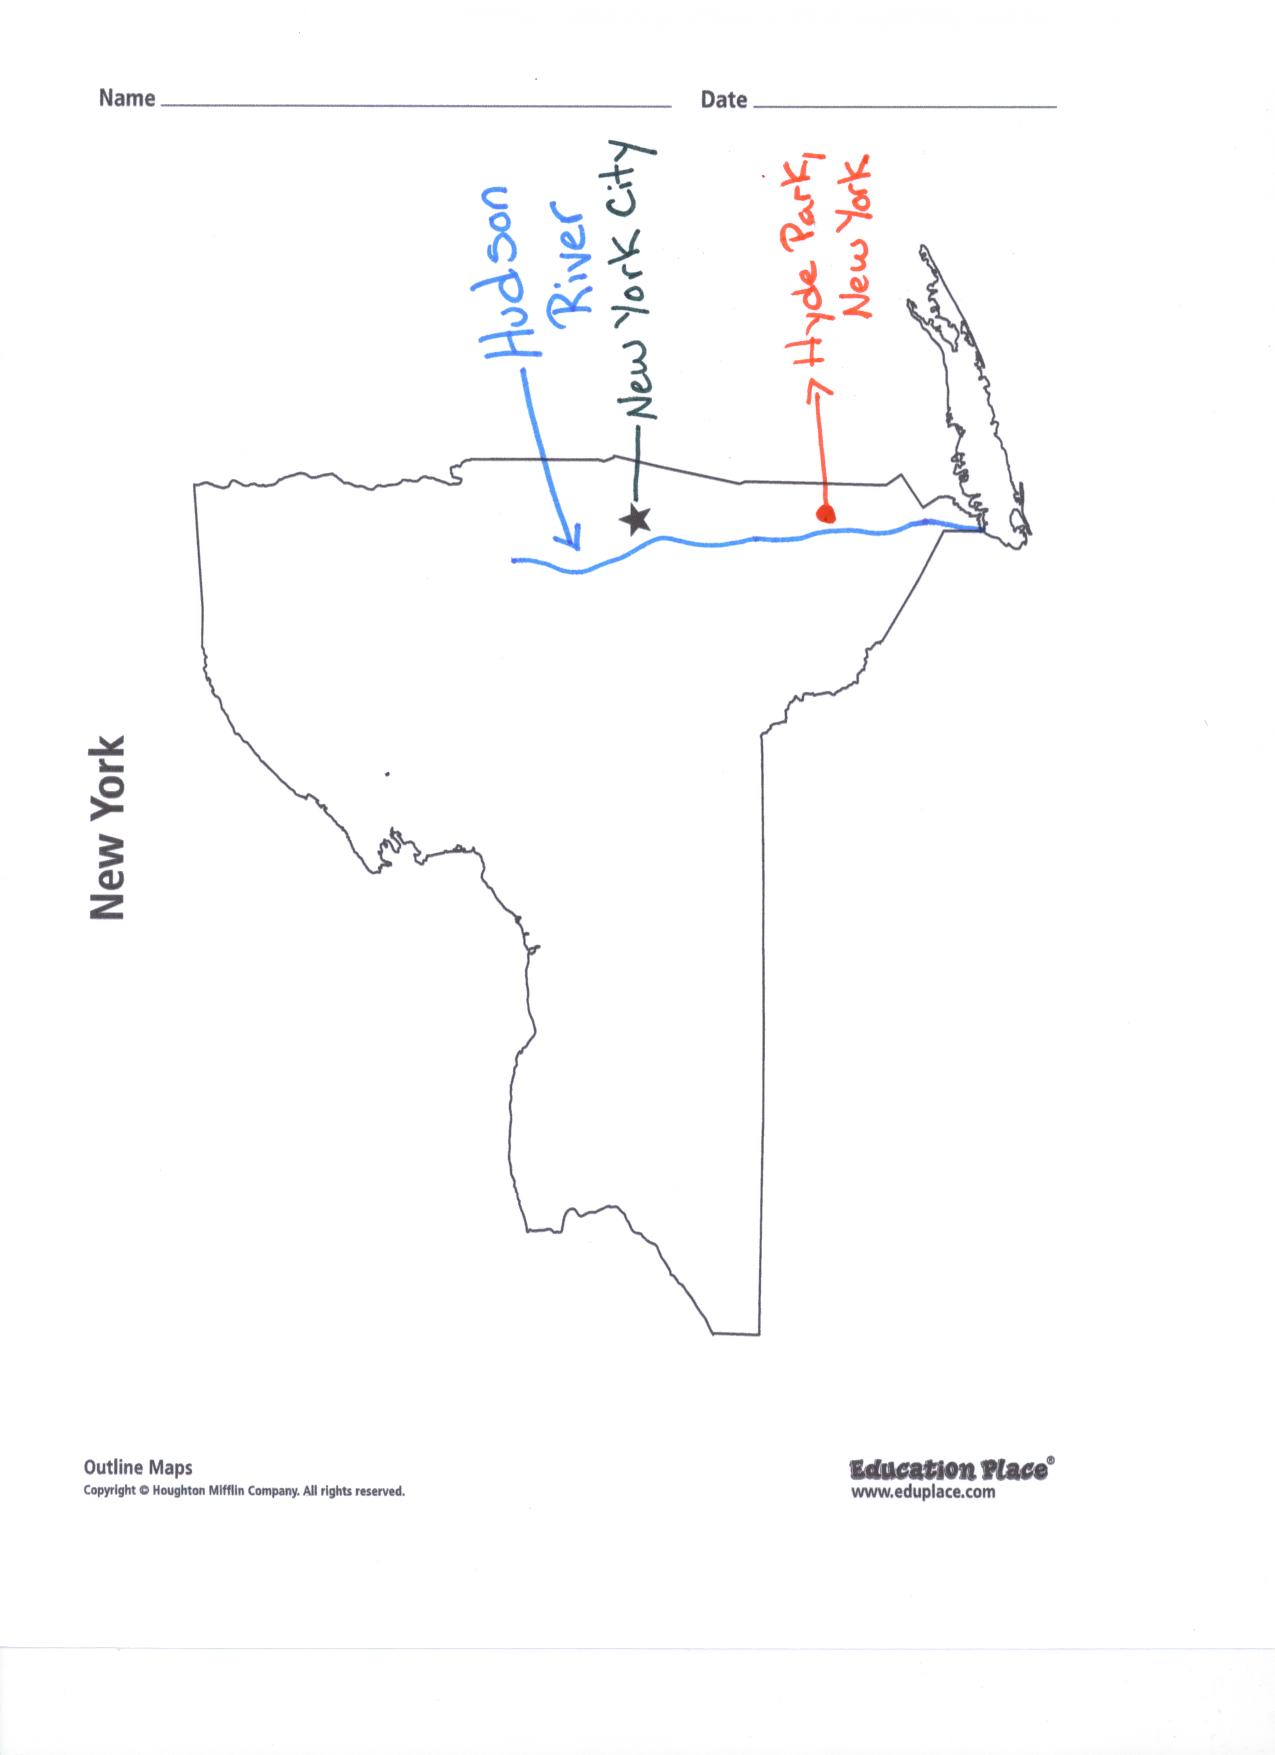 Name
Date
Hudson
River
New York City
Hyde Park,
New York
New York
Outline Maps
Copyright © Houghton Mifflin Company. All rights reserved.
Education Place®
www.eduplace.com